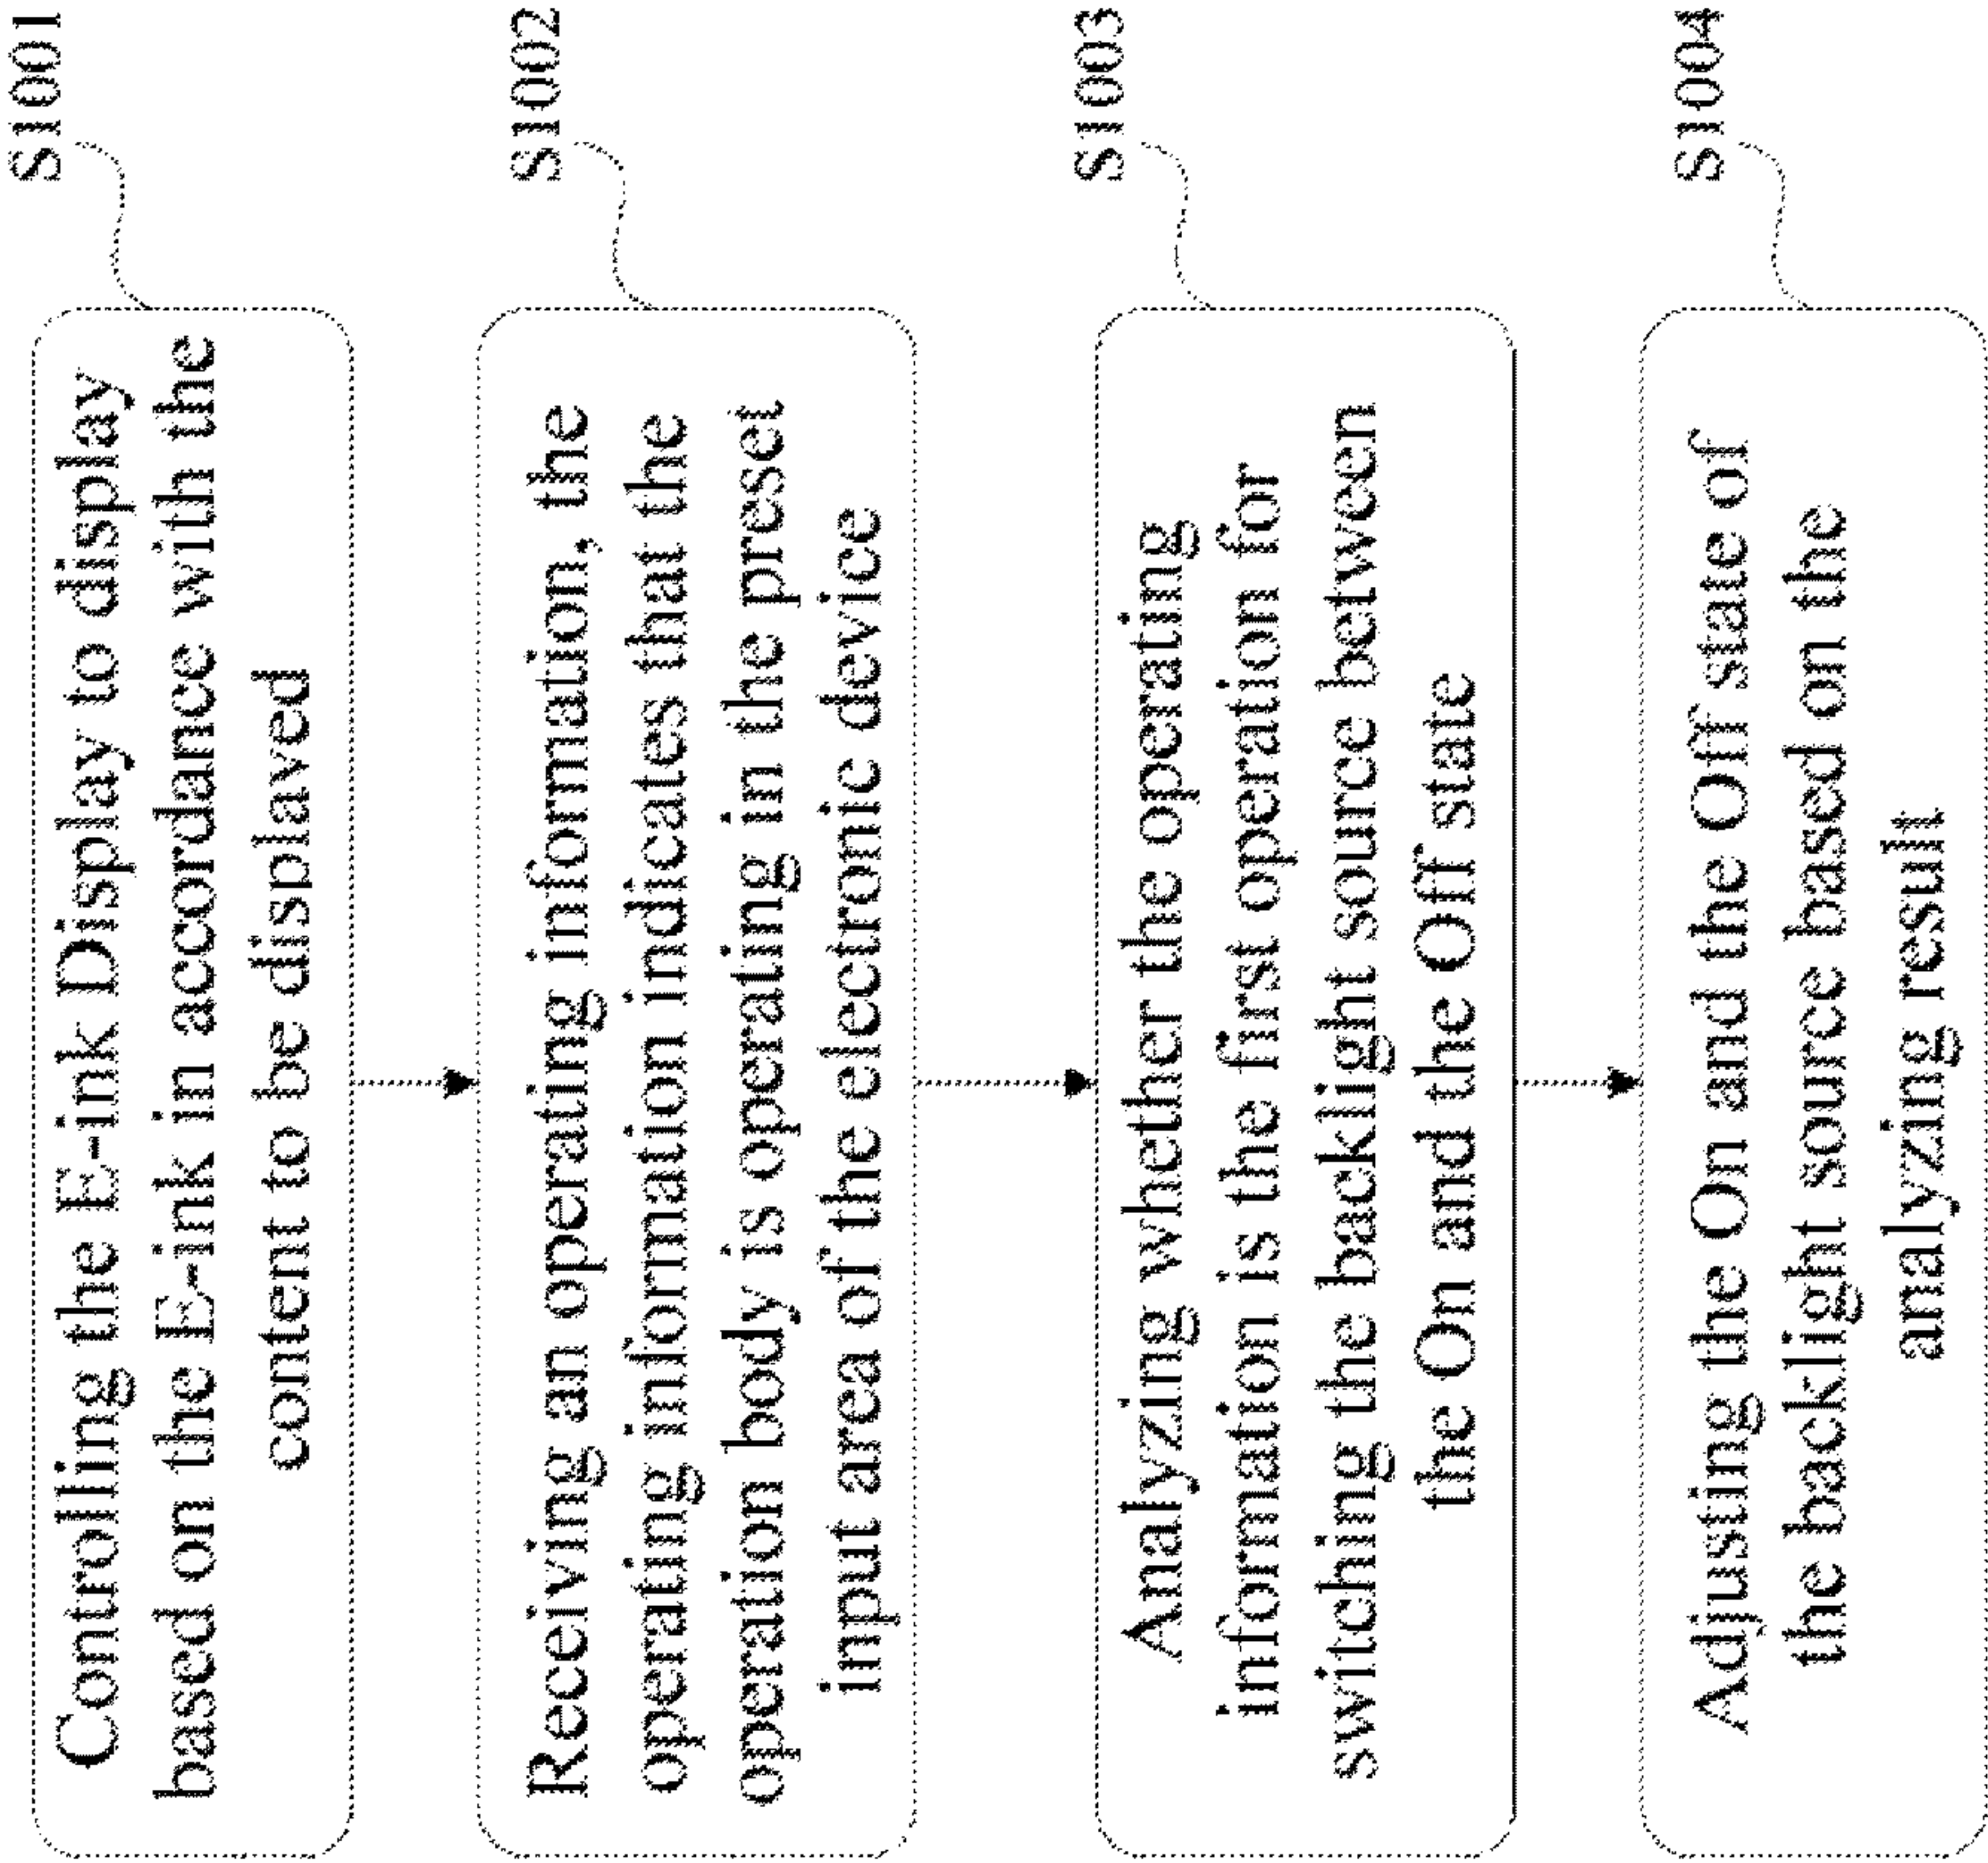 Controlling the E-ink Display to display
based on the E-ink in accordance with the
content to be displaved
S1001
Receiving an operating information, the
operating information indicates that the
operation body is operating in the preset
input area of the electronic device
S1002
Analyzing whether the operating
information is the first operation for
switching the backlight source between
the On and the Off state
S1003
Adjusting the On and the Off state of
the backlight source based on the
analyzing result
S1004